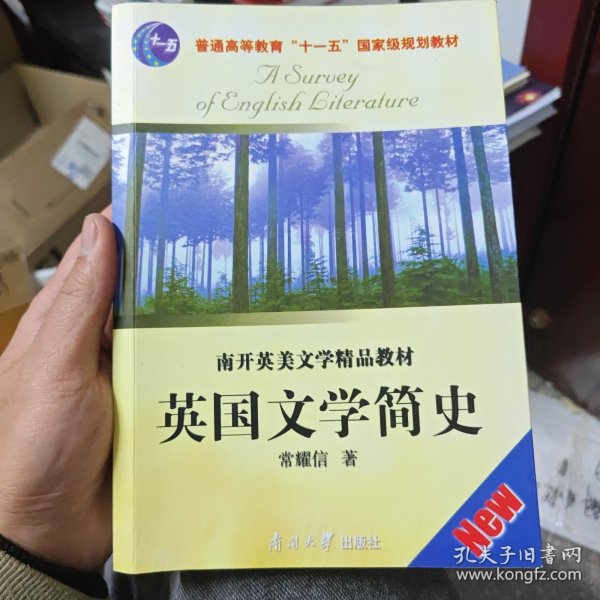 十一五
普通高等教育“十一五”国家级规划教材
A Survey
of English Literature
南开英美文学精品教材
英国文学简史
常耀信 著
南開大學出版社
New
孔夫子旧书网
www.kongfz.com